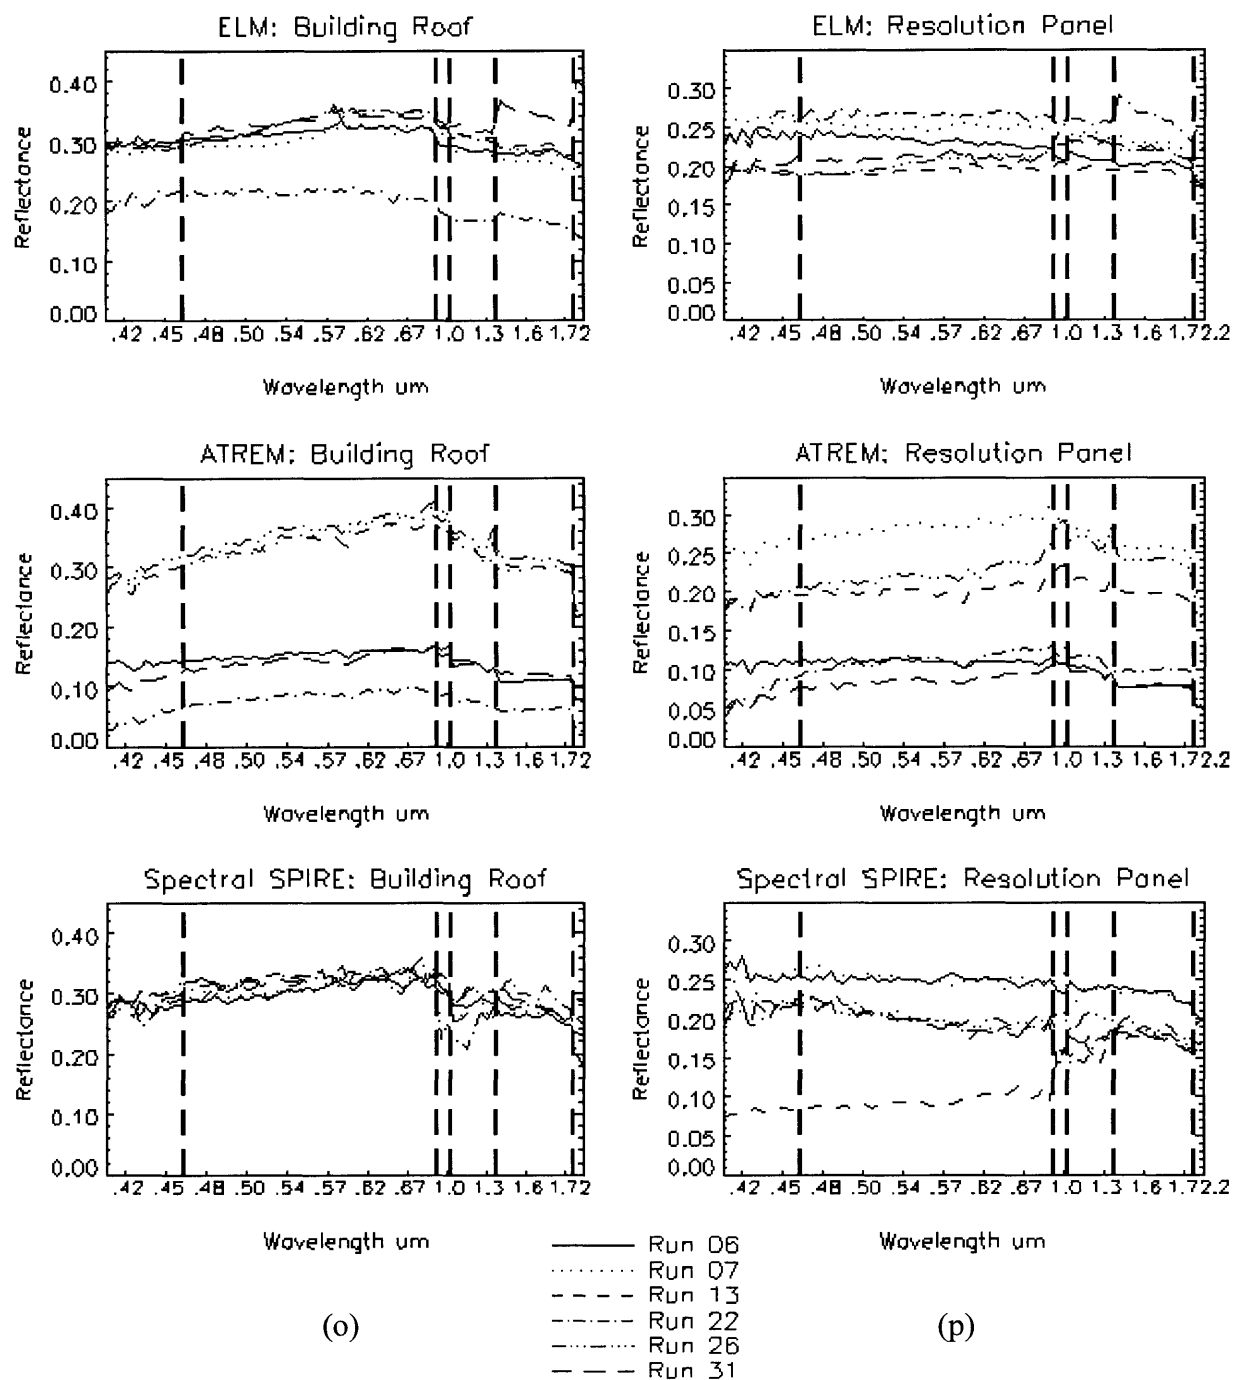 ELM: Building Roof
ELM: Resolution Panel
0.40
0.30
0.20
0.10
0.00
Reflectance
.42 .45 .48 .50 .54 .57 .62 .67 1.0 1.3 1.6 1.72
Wavelength um
0.30
0.25
0.20
0.15
0.10
0.05
0.00
Reflectance
.42 .45 .48 .50 .54 .57 .62 .67 1.0 1.3 1.6 1.72 2.2
Wavelength um
ATREM: Building Roof
ATREM: Resolution Panel
0.40
0.30
0.20
0.10
0.00
Reflectance
.42 .45 .48 .50 .54 .57 .62 .67 1.0 1.3 1.6 1.72
Wavelength um
0.30
0.25
0.20
0.15
0.10
0.05
0.00
Reflectance
.42 .45 .48 .50 .54 .57 .62 .67 1.0 1.3 1.6 1.72 2.2
Wavelength um
Spectral SPIRE: Building Roof
Spectral SPIRE: Resolution Panel
0.40
0.30
0.20
0.10
0.00
Reflectance
.42 .45 .48 .50 .54 .57 .62 .67 1.0 1.3 1.6 1.72
Wavelength um
0.30
0.25
0.20
0.15
0.10
0.05
0.00
Reflectance
.42 .45 .48 .50 .54 .57 .62 .67 1.0 1.3 1.6 1.72 2.2
Wavelength um
Run 06
Run 07
Run 13
Run 22
Run 26
Run 31
(o)
(p)